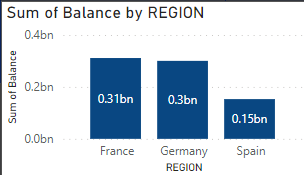 Sum of Balance by REGION
Sum of Balance
0.4bn
0.2bn
0.0bn
0.31bn
0.3bn
0.15bn
France Germany Spain
REGION